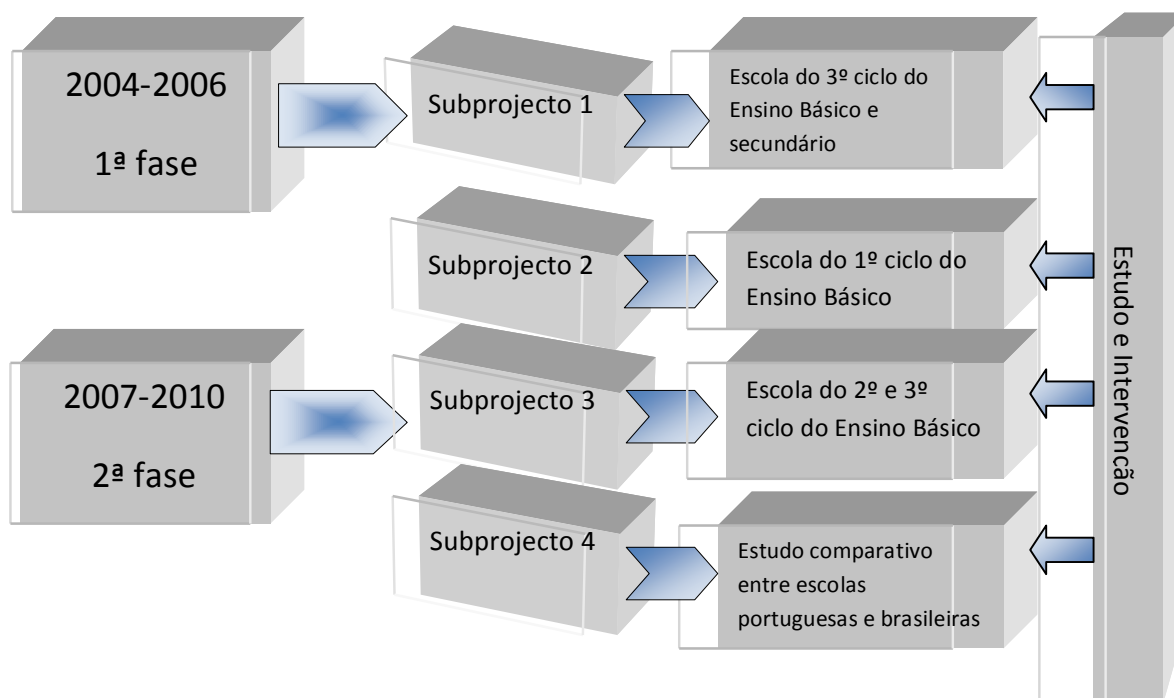 2004-2006
1ª fase
Subprojecto 1
Escola do 3º ciclo do
Ensino Básico e
secundário
Subprojecto 2
Escola do 1º ciclo do
Ensino Básico
2007-2010
2ª fase
Subprojecto 3
Escola do 2º e 3º
ciclo do Ensino Básico
Subprojecto 4
Estudo comparativo
entre escolas
portuguesas e brasileiras
Estudo e Intervenção